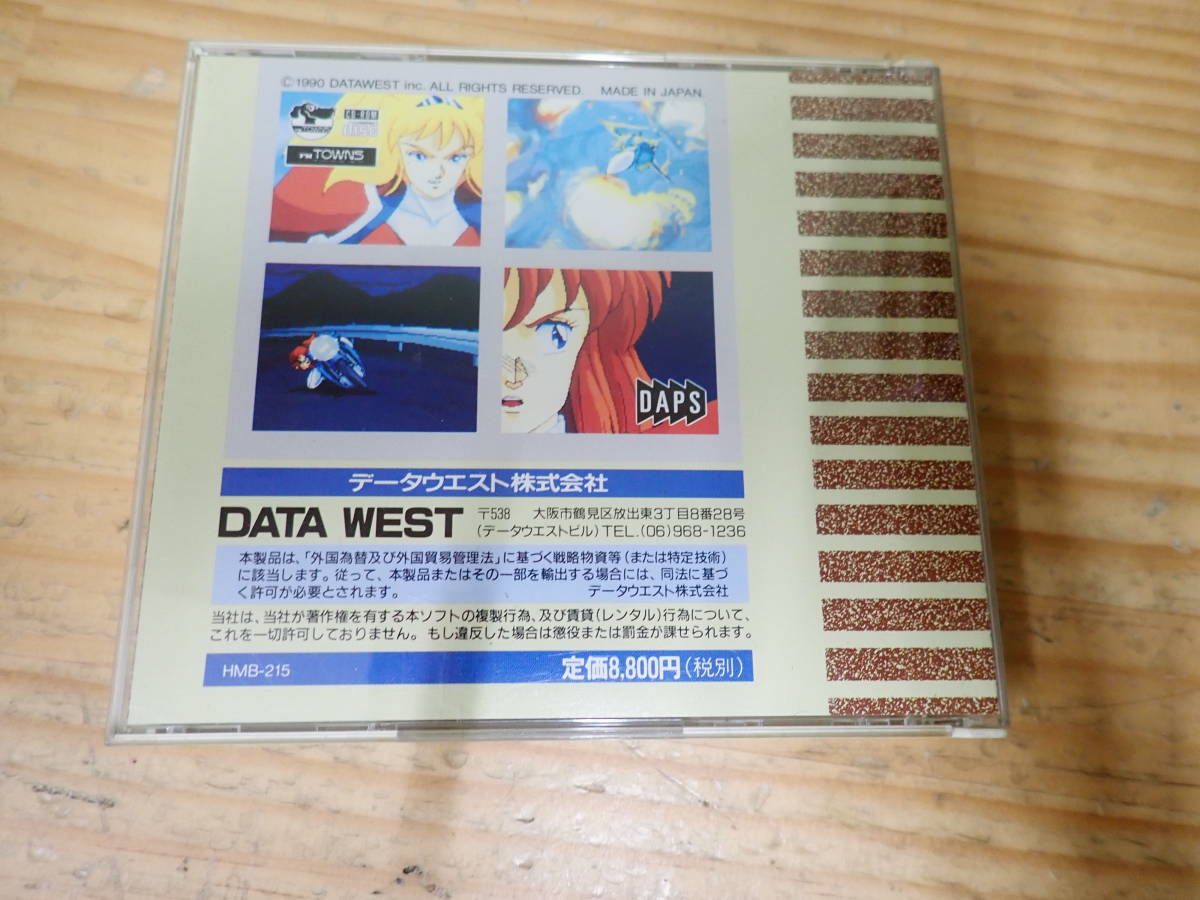 ©1990 DATAWEST inc. ALL RIGHTS RESERVED. MADE IN JAPAN
CD-ROM
FM TOWNS
DAPS
データウエスト株式会社
DATA WEST
〒538 大阪市鶴見区放出東3丁目8番28号
(データウエストビル)TEL.(06)968-1236
本製品は、「外国為替及び外国貿易管理法」に基づく戦略物資等(または特定技術)
に該当します。従って、本製品またはその一部を輸出する場合には、同法に基づ
く許可が必要とされます。 データウエスト株式会社
当社は、当社が著作権を有する本ソフトの複製行為、及び賃貸(レンタル)行為について、
これを一切許可しておりません。もし違反した場合は懲役または罰金が課せられます。
HMB-215 定価8,800円(税別)